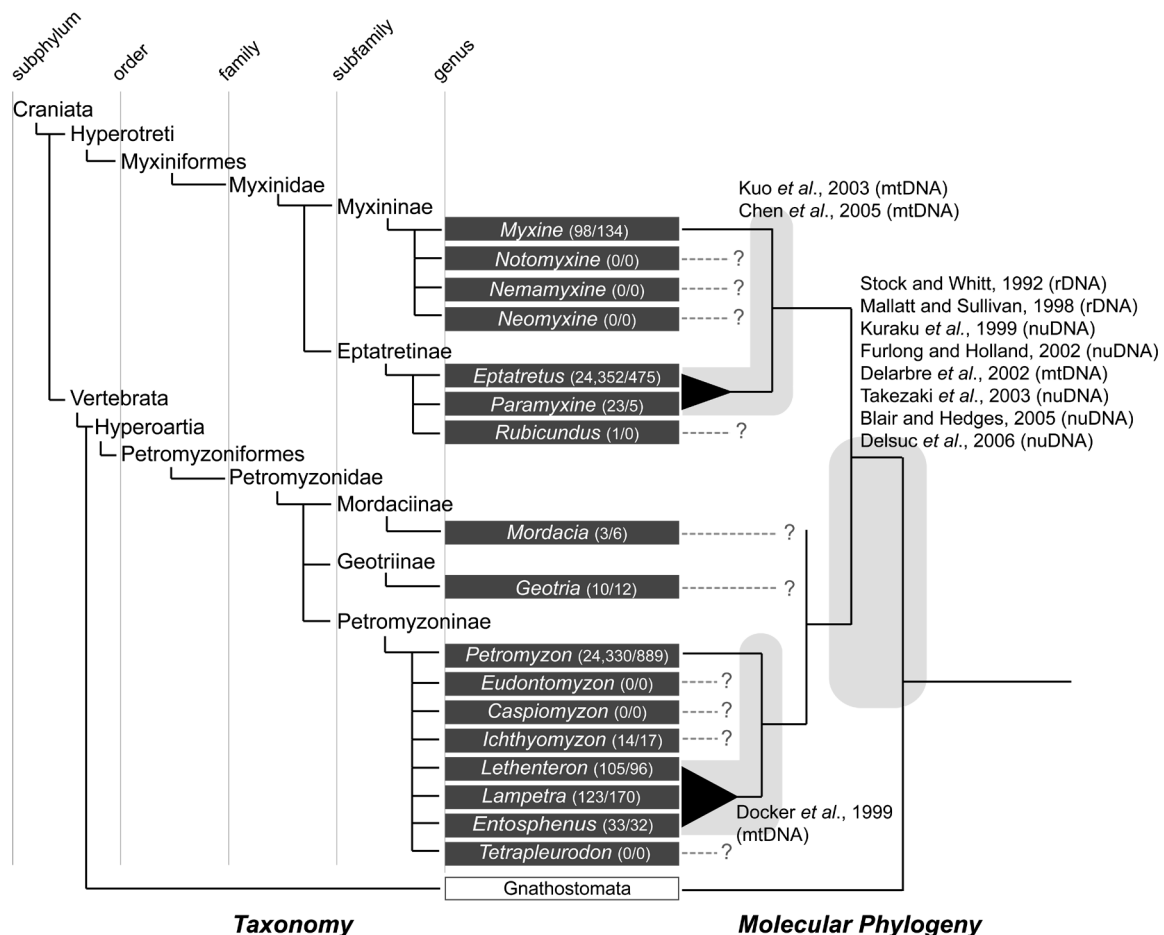 subphylum
order
family
subfamily
genus
Craniata
Hyperotreti
Myxiniformes
Myxinidae
Myxininae
Myxine (98/134)
Notomyxine (0/0)
?
Nemamyxine (0/0)
?
Neomyxine (0/0)
?
Eptatretinae
Eptatretus (24,352/475)
Paramyxine (23/5)
Rubicundus (1/0)
?
Kuo et al., 2003 (mtDNA)
Chen et al., 2005 (mtDNA)
Stock and Whitt, 1992 (rDNA)
Mallatt and Sullivan, 1998 (rDNA)
Kuraku et al., 1999 (nuDNA)
Furlong and Holland, 2002 (nuDNA)
Delarbre et al., 2002 (mtDNA)
Takezaki et al., 2003 (nuDNA)
Blair and Hedges, 2005 (nuDNA)
Delsuc et al., 2006 (nuDNA)
Vertebrata
Hyperoartia
Petromyzoniformes
Petromyzonidae
Mordaciinae
Mordacia (3/6)
?
Geotriinae
Geotria (10/12)
?
Petromyzoninae
Petromyzon (24,330/889)
Eudontomyzon (0/0)
?
Caspiomyzon (0/0)
?
Ichthyomyzon (14/17)
?
Lethenteron (105/96)
Lampetra (123/170)
Entosphenus (33/32)
Tetrapleurodon (0/0)
?
Docker et al., 1999
(mtDNA)
Gnathostomata
Taxonomy
Molecular Phylogeny